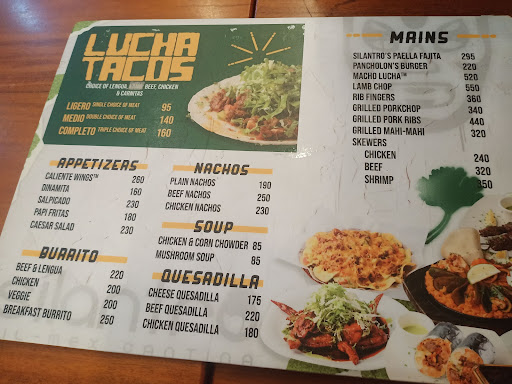 LUCHA
TACOS
CHOICE OF LENGUA, BEEF, CHICKEN
& CARNITAS
LIGERO SINGLE CHOICE OF MEAT 95
MEDIO DOUBLE CHOICE OF MEAT 140
COMPLETO TRIPLE CHOICE OF MEAT 160
APPETIZERS
CALIENTE WINGS™ 260
DINAMITA 160
SALPICADO 230
PAPI FRITAS 180
CAESAR SALAD 230
BURRITO
BEEF & LENGUA 220
CHICKEN 200
VEGGIE 200
BREAKFAST BURRITO 250
NACHOS
PLAIN NACHOS 190
BEEF NACHOS 250
CHICKEN NACHOS 230
SOUP
CHICKEN & CORN CHOWDER 85
MUSHROOM SOUP 85
QUESADILLA
CHEESE QUESADILLA 175
BEEF QUESADILLA 220
CHICKEN QUESADILLA 180
MAINS
SILANTRO'S PAELLA FAJITA 295
PANCHOLON'S BURGER 220
MACHO LUCHA™ 520
LAMB CHOP 550
RIB FINGERS 360
GRILLED PORKCHOP 340
GRILLED PORK RIBS 440
GRILLED MAHI-MAHI 320
SKEWERS
CHICKEN 240
BEEF 320
SHRIMP 350